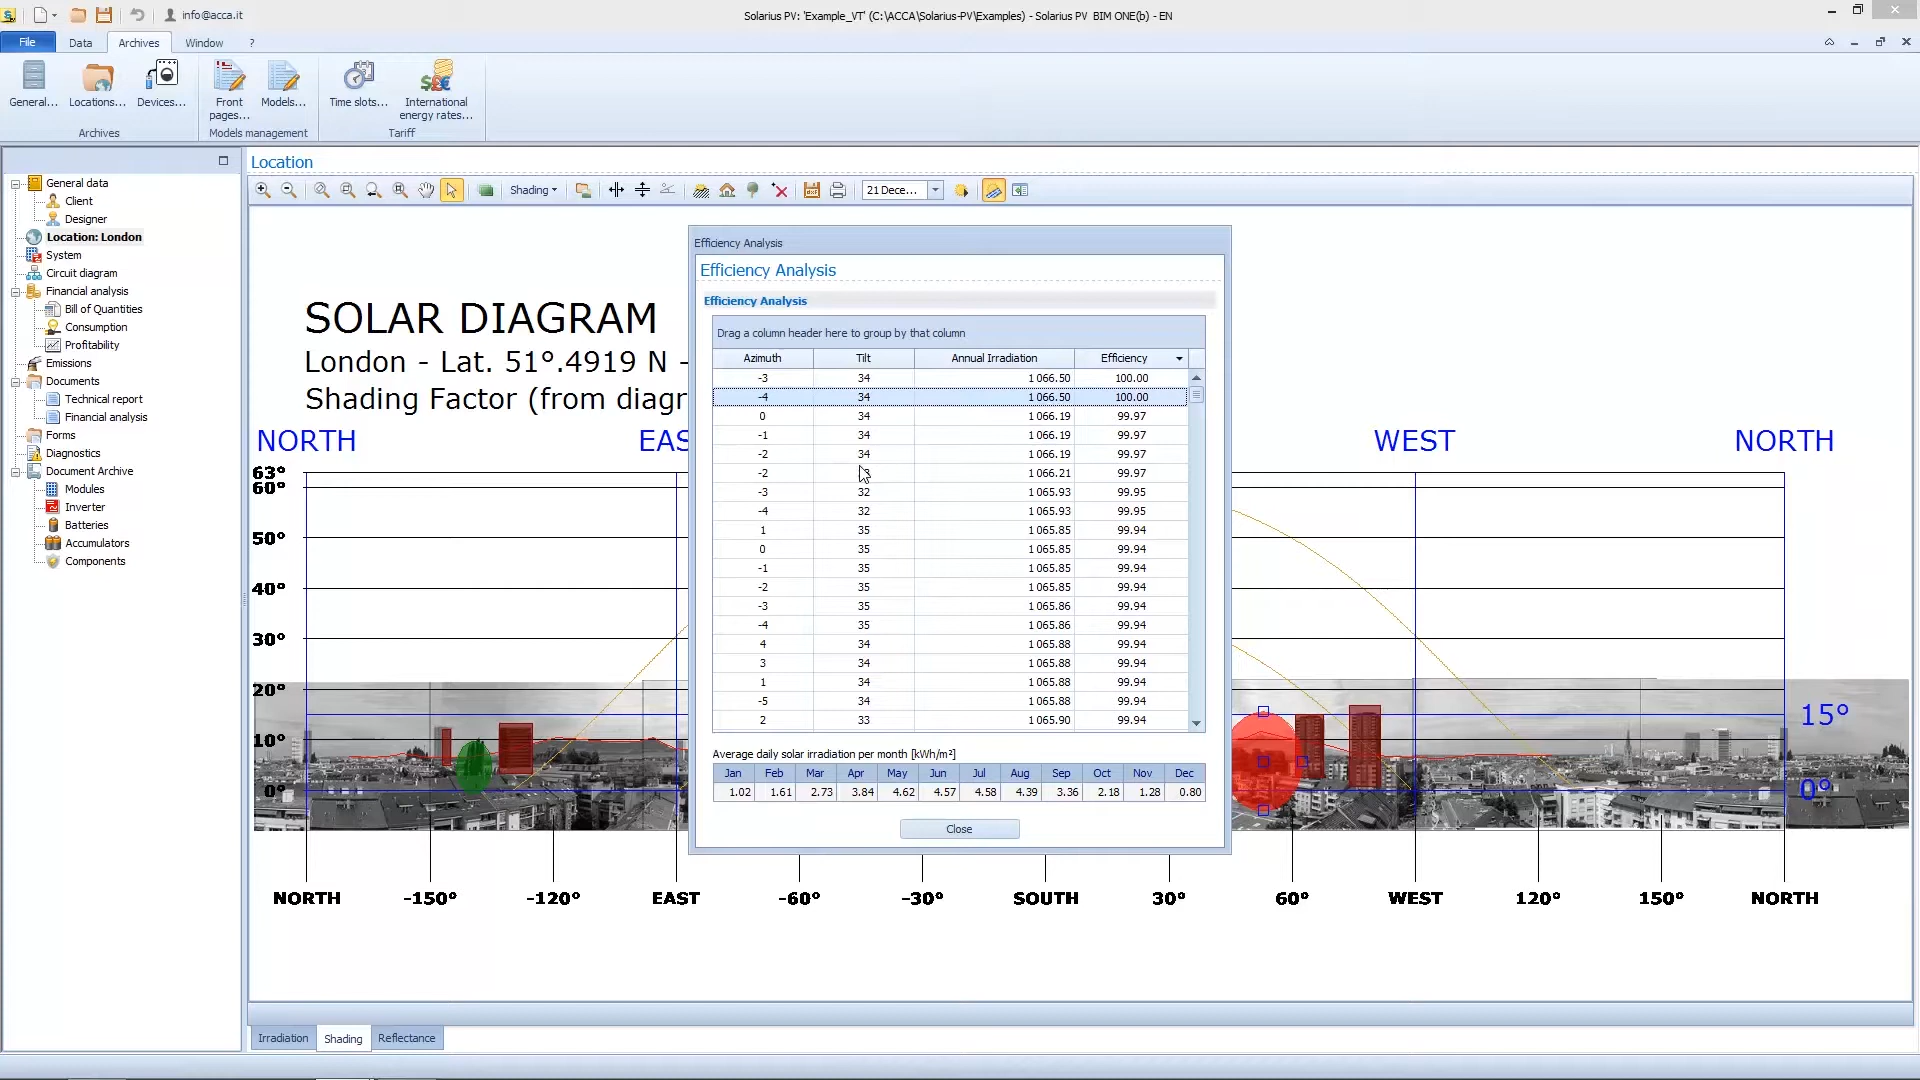 info@acca.it
Solarius PV: 'Example_VT' (C:\ACCA\Solarius-PV\Examples) - Solarius PV BIM ONE(b) - EN
File Data Archives Window ?
General... Locations... Devices... Front pages... Models... Time slots... International energy rates...
Archives Models management Tariff
General data
Client
Designer
Location: London
System
Circuit diagram
Financial analysis
Bill of Quantities
Consumption
Profitability
Emissions
Documents
Technical report
Financial analysis
Forms
Diagnostics
Document Archive
Modules
Inverter
Batteries
Accumulators
Components
Location
Shading 21 Dece...
SOLAR DIAGRAM
London - Lat. 51°.4919 N -
Shading Factor (from diagr
NORTH EAS WEST NORTH
63°
60°
50°
40°
30°
20°
10°
0°
15°
0°
NORTH -150° -120° EAST -60° -30° SOUTH 30° 60° WEST 120° 150° NORTH
Efficiency Analysis
Efficiency Analysis
Efficiency Analysis
Drag a column header here to group by that column
Azimuth Tilt Annual Irradiation Efficiency
-3 34 1 066.50 100.00
-4 34 1 066.50 100.00
0 34 1 066.19 99.97
-1 34 1 066.19 99.97
-2 34 1 066.19 99.97
-2 1 066.21 99.97
-3 32 1 065.93 99.95
-4 32 1 065.93 99.95
1 35 1 065.85 99.94
0 35 1 065.85 99.94
-1 35 1 065.85 99.94
-2 35 1 065.85 99.94
-3 35 1 065.86 99.94
-4 35 1 065.86 99.94
4 34 1 065.88 99.94
3 34 1 065.88 99.94
1 34 1 065.88 99.94
-5 34 1 065.88 99.94
2 33 1 065.90 99.94
Average daily solar irradiation per month [kWh/m²]
Jan Feb Mar Apr May Jun Jul Aug Sep Oct Nov Dec
1.02 1.61 2.73 3.84 4.62 4.57 4.58 4.39 3.36 2.18 1.28 0.80
Close
Irradiation Shading Reflectance